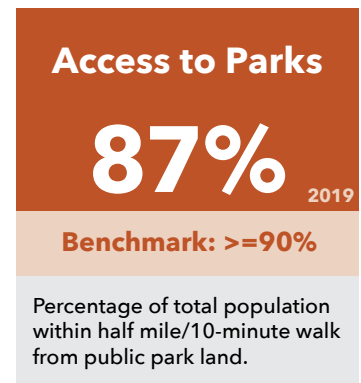 Access to Parks
87%
2019
Benchmark: >=90%
Percentage of total population
within half mile/10-minute walk
from public park land.